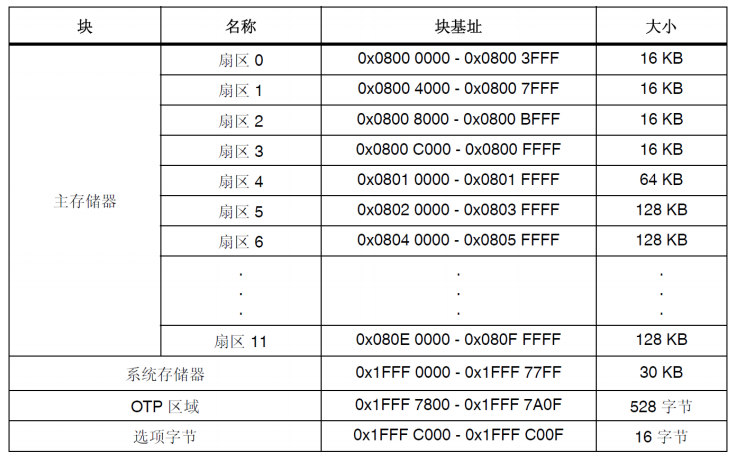 块 名称 块基址 大小
扇区 0 0x0800 0000 - 0x0800 3FFF 16 KB
扇区 1 0x0800 4000 - 0x0800 7FFF 16 KB
扇区 2 0x0800 8000 - 0x0800 BFFF 16 KB
扇区 3 0x0800 C000 - 0x0800 FFFF 16 KB
扇区 4 0x0801 0000 - 0x0801 FFFF 64 KB
主存储器 扇区 5 0x0802 0000 - 0x0803 FFFF 128 KB
扇区 6 0x0804 0000 - 0x0805 FFFF 128 KB
. . .
. . .
. . .
扇区 11 0x080E 0000 - 0x080F FFFF 128 KB
系统存储器 0x1FFF 0000 - 0x1FFF 77FF 30 KB
OTP 区域 0x1FFF 7800 - 0x1FFF 7A0F 528 字节
选项字节 0x1FFF C000 - 0x1FFF C00F 16 字节